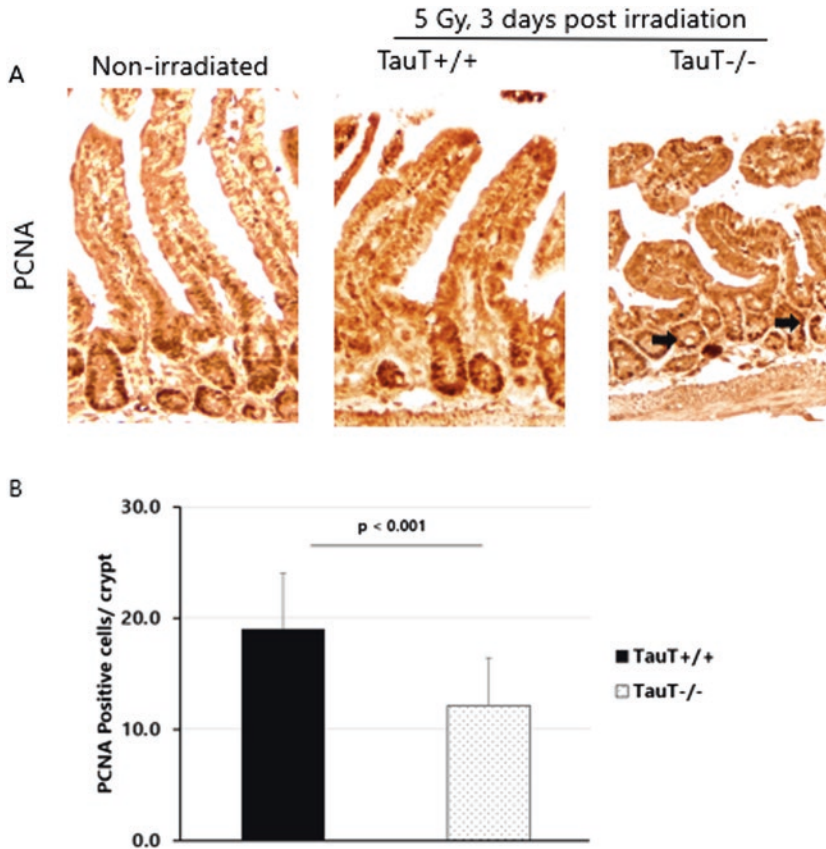 5 Gy, 3 days post irradiation
A
Non-irradiated
TauT+/+
TauT-/-
PCNA
B
30.0
20.0
10.0
0.0
PCNA Positive cells/ crypt
p < 0.001
TauT+/+
TauT-/-